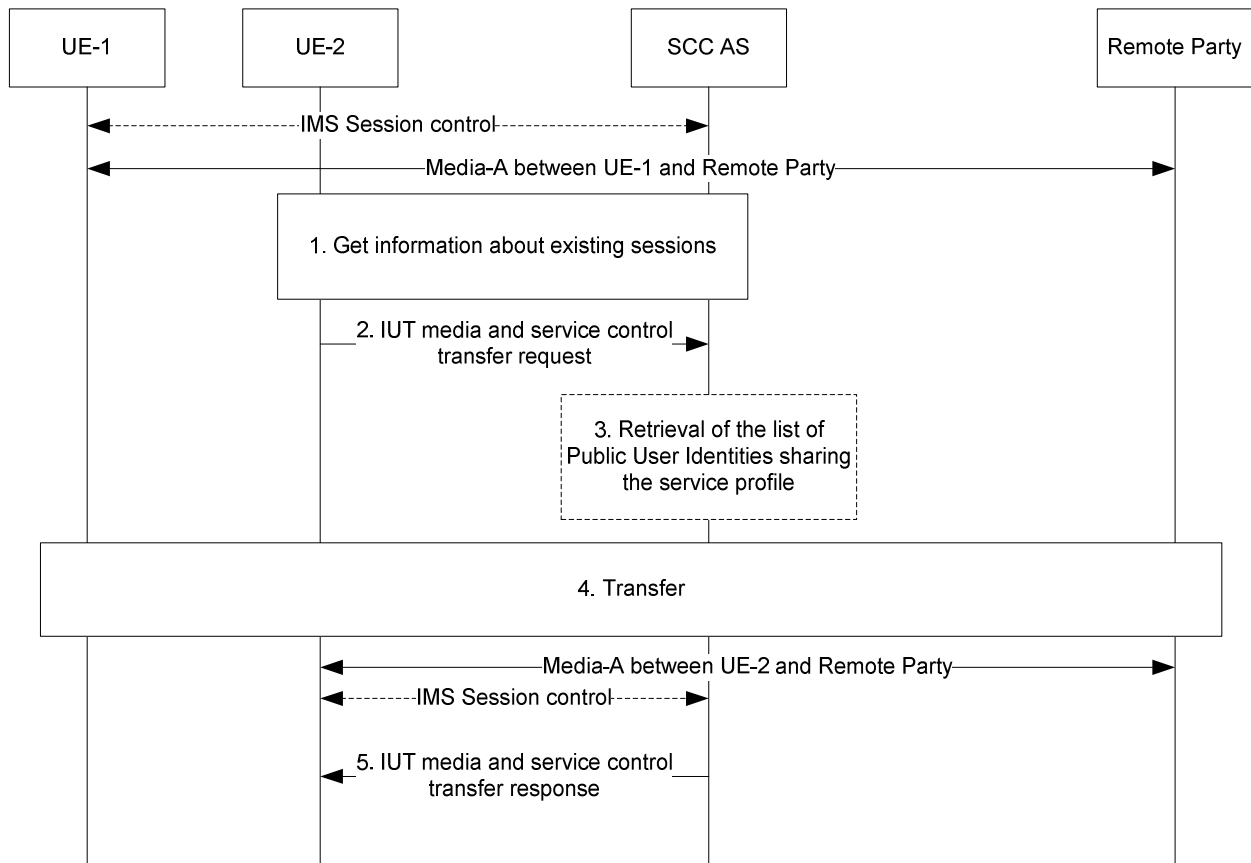 UE-1
UE-2
SCC AS
Remote Party
IMS Session control
Media-A between UE-1 and Remote Party
1. Get information about existing sessions
2. IUT media and service control
transfer request
3. Retrieval of the list of
Public User Identities sharing
the service profile
4. Transfer
Media-A between UE-2 and Remote Party
IMS Session control
5. IUT media and service control
transfer response